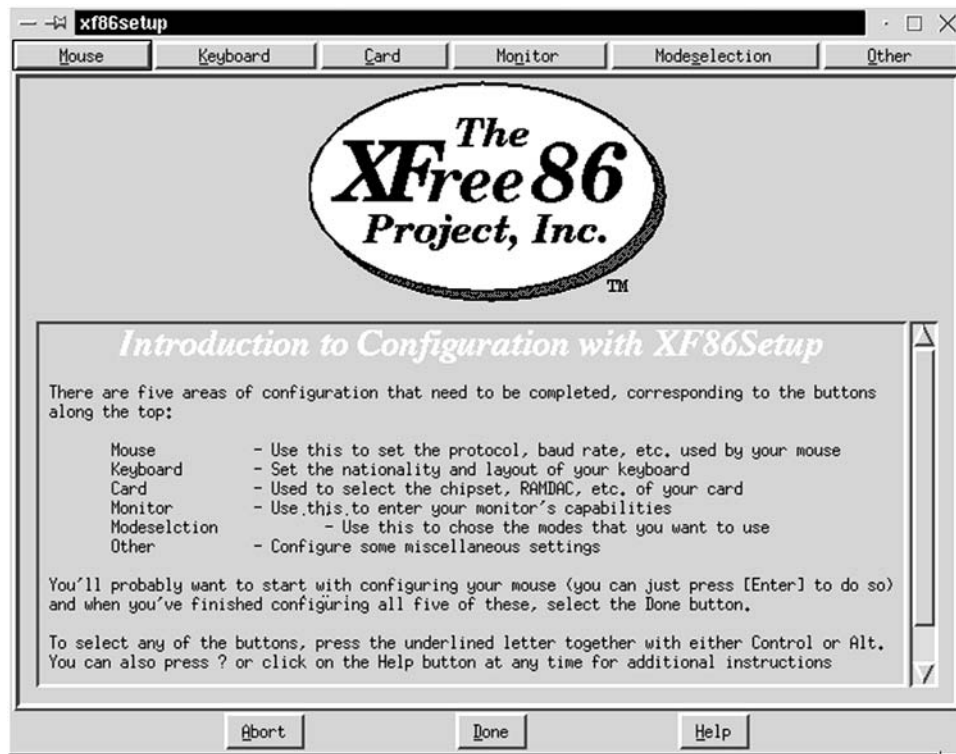 xf86setup
Mouse Keyboard Card Monitor Modeselection Other
The
XFree86
Project, Inc.
TM
Introduction to Configuration with XF86Setup
There are five areas of configuration that need to be completed, corresponding to the buttons
along the top:
Mouse - Use this to set the protocol, baud rate, etc. used by your mouse
Keyboard - Set the nationality and layout of your keyboard
Card - Used to select the chipset, RAMDAC, etc. of your card
Monitor - Use this to enter your monitor's capabilities
Modeselction - Use this to chose the modes that you want to use
Other - Configure some miscellaneous settings
You'll probably want to start with configuring your mouse (you can just press [Enter] to do so)
and when you've finished configuring all five of these, select the Done button.
To select any of the buttons, press the underlined letter together with either Control or Alt.
You can also press ? or click on the Help button at any time for additional instructions
Abort Done Help